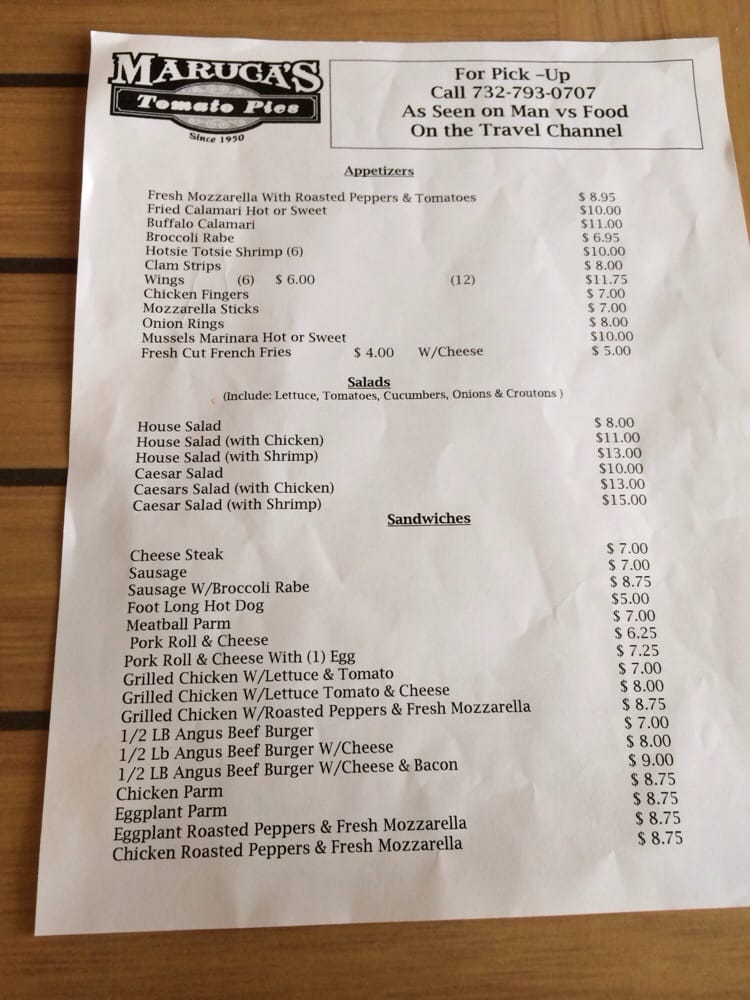 MARUCA'S
Tomato Pies
Since 1950
For Pick –Up
Call 732-793-0707
As Seen on Man vs Food
On the Travel Channel
Appetizers
Fresh Mozzarella With Roasted Peppers & Tomatoes $ 8.95
Fried Calamari Hot or Sweet $10.00
Buffalo Calamari $11.00
Broccoli Rabe $ 6.95
Hotsie Totsie Shrimp (6) $10.00
Clam Strips $ 8.00
Wings (6) $ 6.00 (12) $11.75
Chicken Fingers $ 7.00
Mozzarella Sticks $ 7.00
Onion Rings $ 8.00
Mussels Marinara Hot or Sweet $10.00
Fresh Cut French Fries $ 4.00 W/Cheese $ 5.00
Salads
(Include: Lettuce, Tomatoes, Cucumbers, Onions & Croutons )
House Salad $ 8.00
House Salad (with Chicken) $11.00
House Salad (with Shrimp) $13.00
Caesar Salad $10.00
Caesars Salad (with Chicken) $13.00
Caesar Salad (with Shrimp) $15.00
Sandwiches
Cheese Steak $ 7.00
Sausage $ 7.00
Sausage W/Broccoli Rabe $ 8.75
Foot Long Hot Dog $5.00
Meatball Parm $ 7.00
Pork Roll & Cheese $ 6.25
Pork Roll & Cheese With (1) Egg $ 7.25
Grilled Chicken W/Lettuce & Tomato $ 7.00
Grilled Chicken W/Lettuce Tomato & Cheese $ 8.00
Grilled Chicken W/Roasted Peppers & Fresh Mozzarella $ 8.75
1/2 LB Angus Beef Burger $ 7.00
1/2 Lb Angus Beef Burger W/Cheese $ 8.00
1/2 LB Angus Beef Burger W/Cheese & Bacon $ 9.00
Chicken Parm $ 8.75
Eggplant Parm $ 8.75
Eggplant Roasted Peppers & Fresh Mozzarella $ 8.75
Chicken Roasted Peppers & Fresh Mozzarella $ 8.75